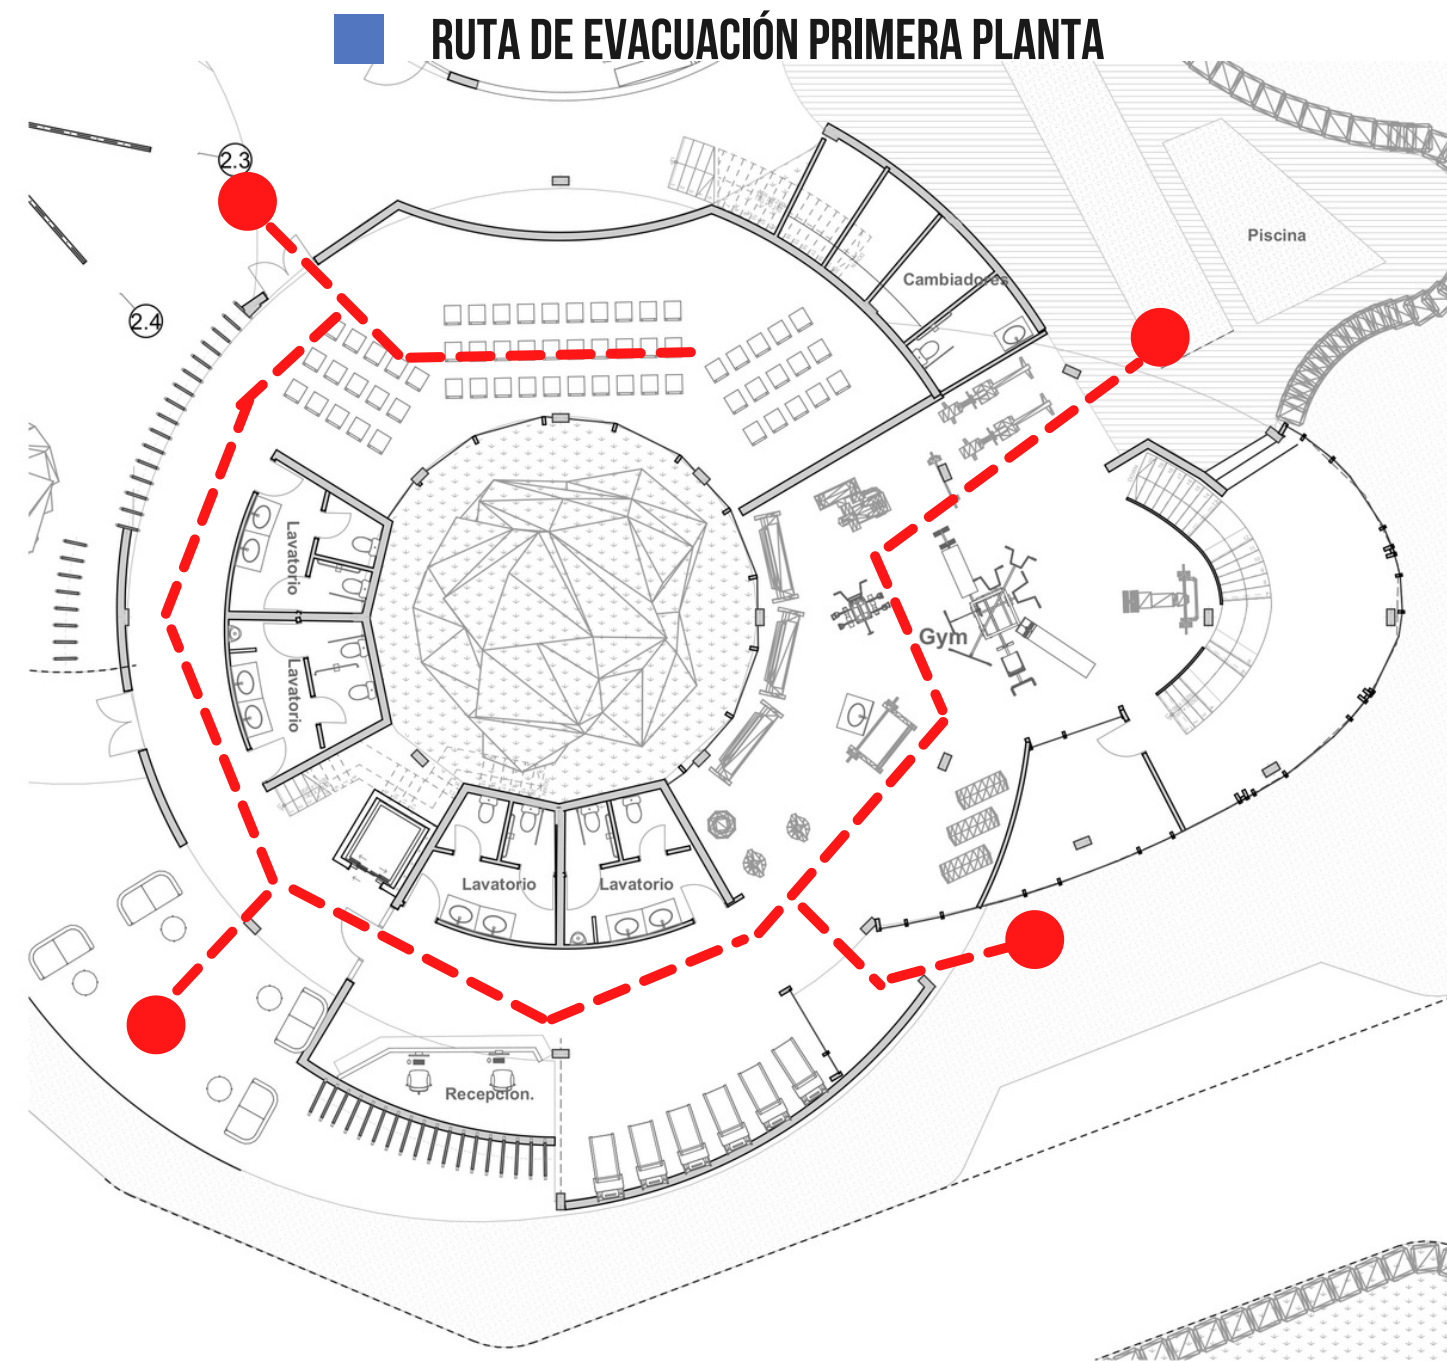 RUTA DE EVACUACIÓN PRIMERA PLANTA
2.3
Piscina
Cambiadores
2.4
Lavatorio
Gym
Lavatorio
Lavatorio
Lavatorio
Recepcion.